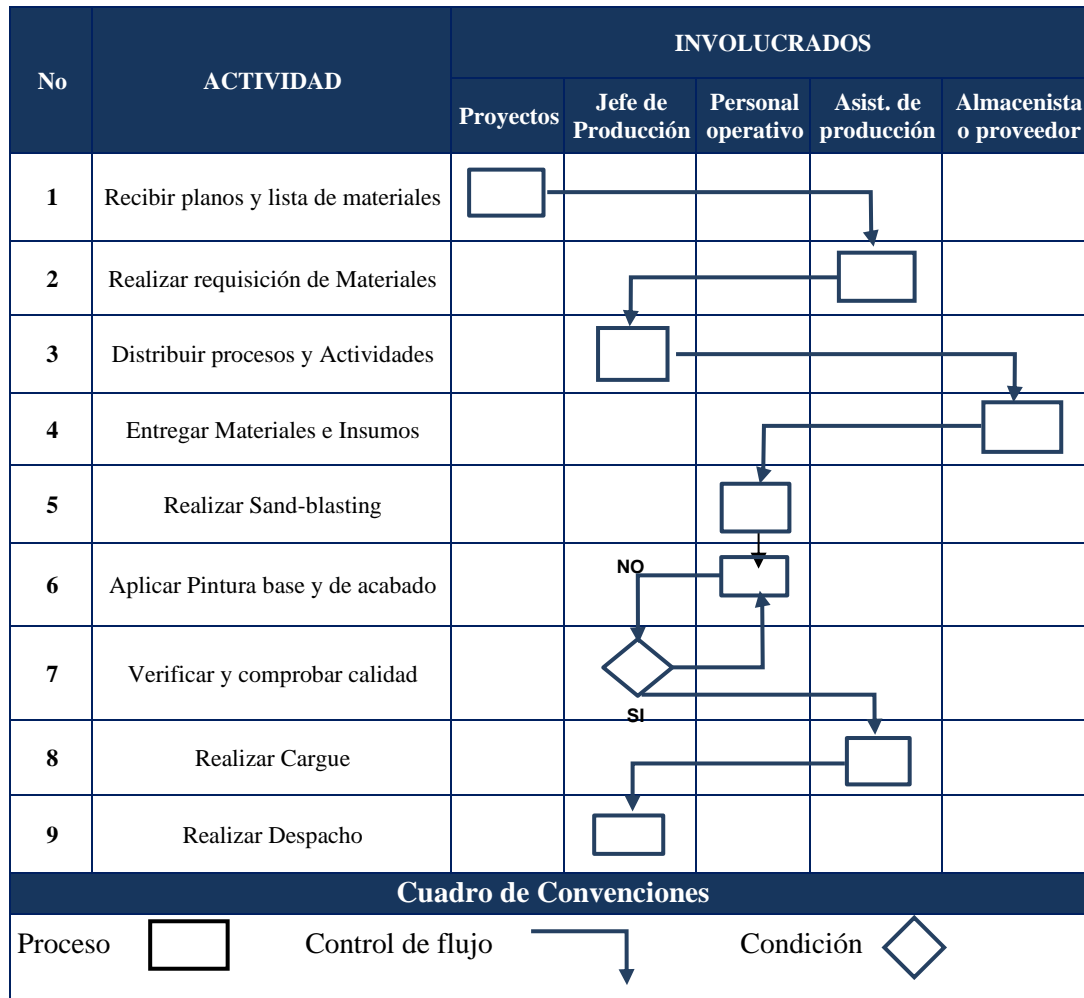 No
ACTIVIDAD
INVOLUCRADOS
Proyectos
Jefe de
Producción
Personal
operativo
Asist. de
producción
Almacenista
o proveedor
1
Recibir planos y lista de materiales
2
Realizar requisición de Materiales
3
Distribuir procesos y Actividades
4
Entregar Materiales e Insumos
5
Realizar Sand-blasting
6
Aplicar Pintura base y de acabado
NO
7
Verificar y comprobar calidad
SI
8
Realizar Cargue
9
Realizar Despacho
Cuadro de Convenciones
Proceso
Control de flujo
Condición